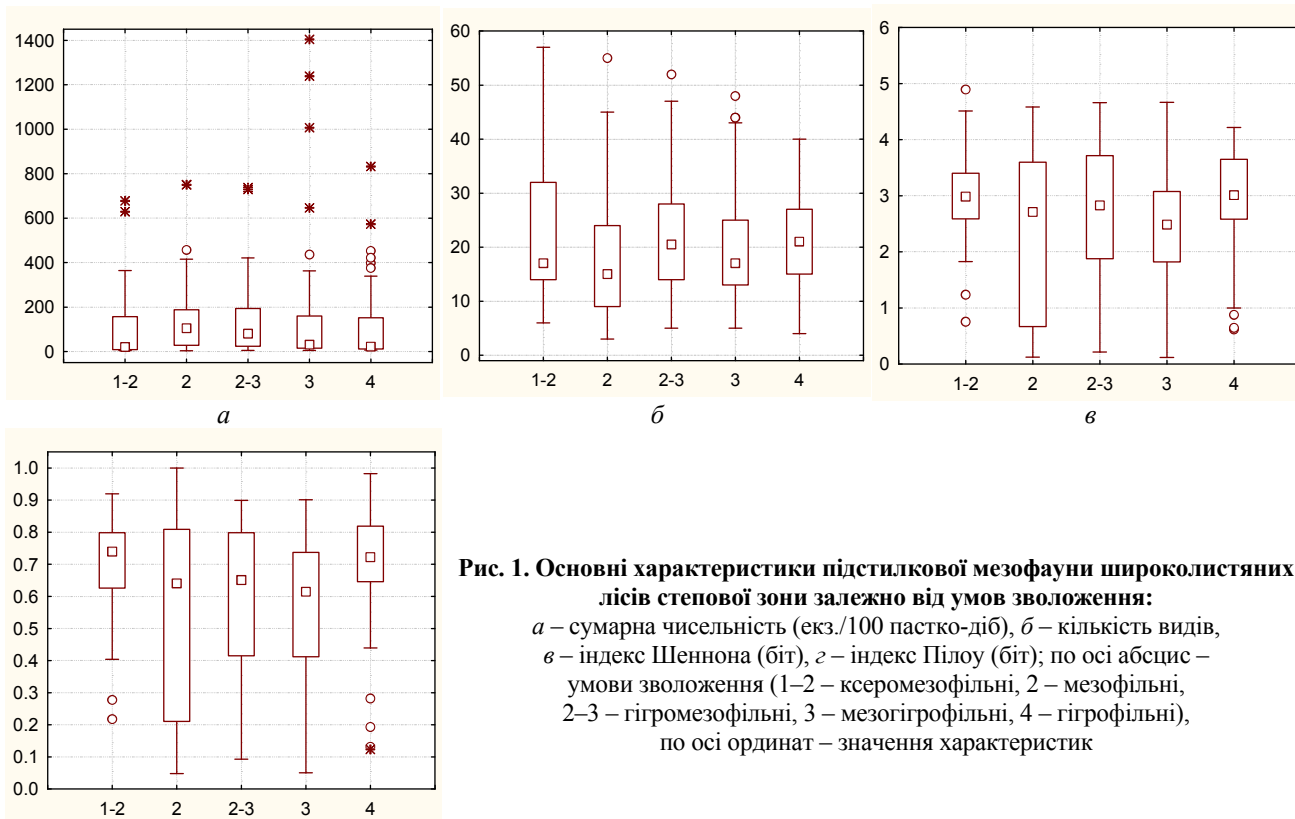 1400
1200
1000
800
600
400
200
0
1-2 2 2-3 3 4
а
60
50
40
30
20
10
0
1-2 2 2-3 3 4
б
6
5
4
3
2
1
0
1-2 2 2-3 3 4
в
1.0
0.9
0.8
0.7
0.6
0.5
0.4
0.3
0.2
0.1
0.0
1-2 2 2-3 3 4
Рис. 1. Основні характеристики підстилкової мезофауни широколистяних
лісів степової зони залежно від умов зволоження:
а – сумарна чисельність (екз./100 пастко-діб), б – кількість видів,
в – індекс Шеннона (біт), г – індекс Пілоу (біт); по осі абсцис –
умови зволоження (1–2 – ксеромезофільні, 2 – мезофільні,
2–3 – гігромезофільні, 3 – мезогігрофільні, 4 – гігрофільні),
по осі ординат – значення характеристик